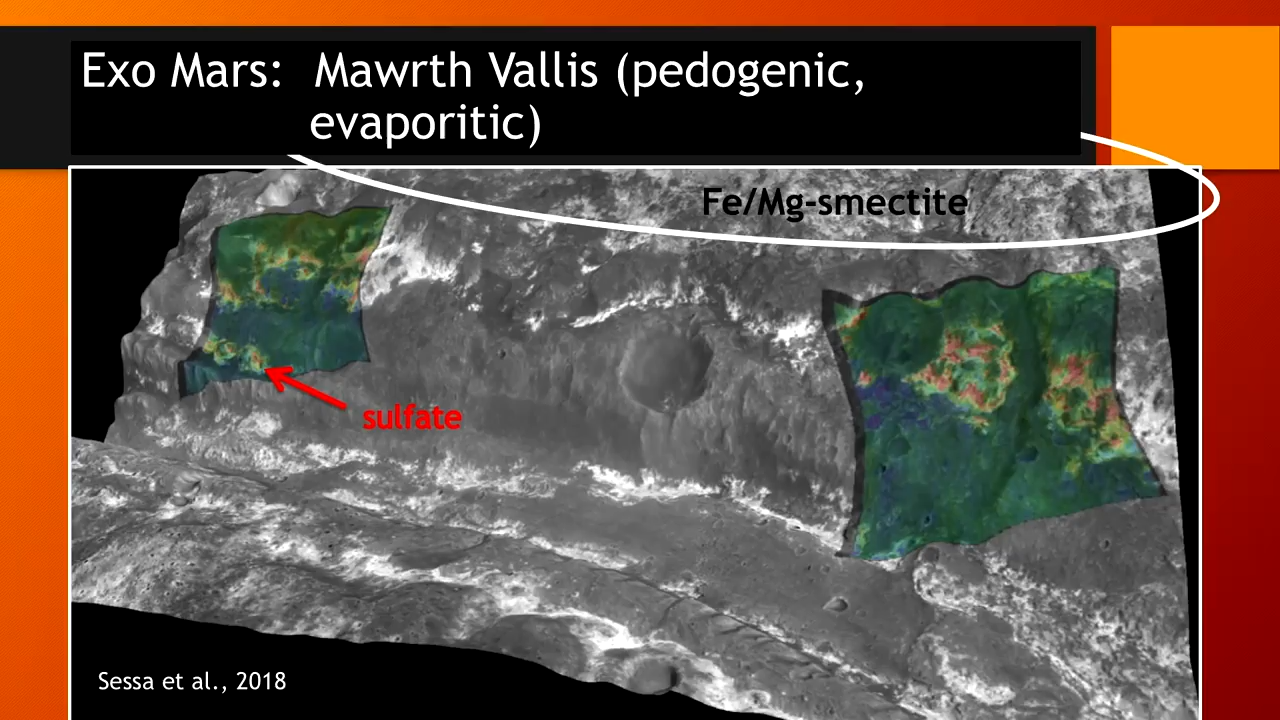 Exo Mars:  Mawrth Vallis (pedogenic,
evaporitic)
Fe/Mg-smectite
sulfate
Sessa et al., 2018